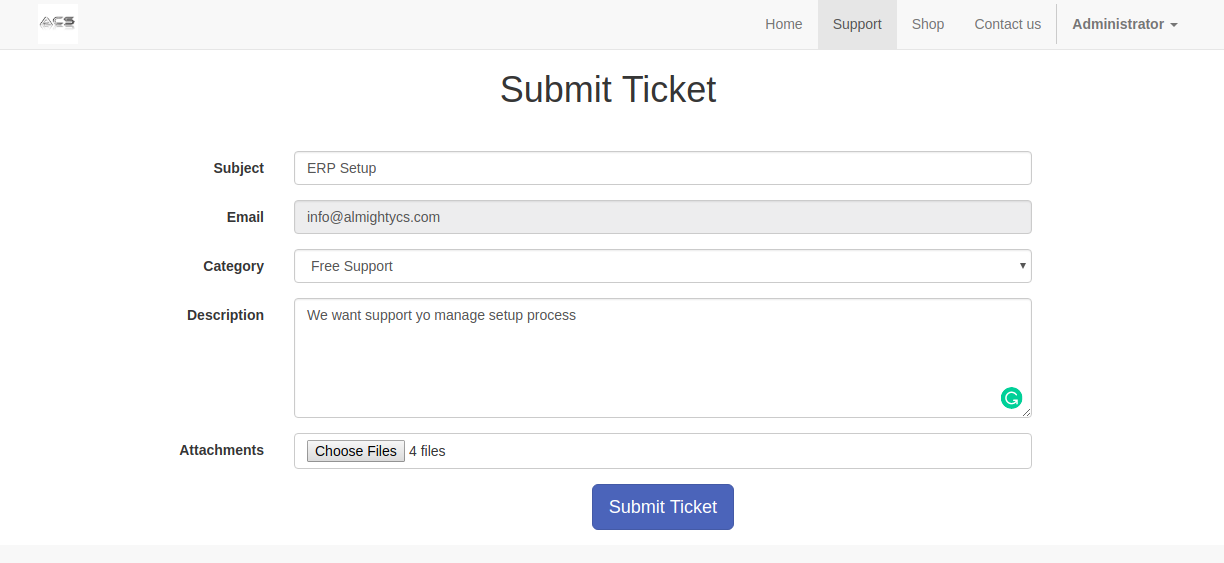 ACS
Home Support Shop Contact us Administrator
Submit Ticket
Subject ERP Setup
Email info@almightycs.com
Category Free Support
Description We want support yo manage setup process
Attachments Choose Files 4 files
Submit Ticket